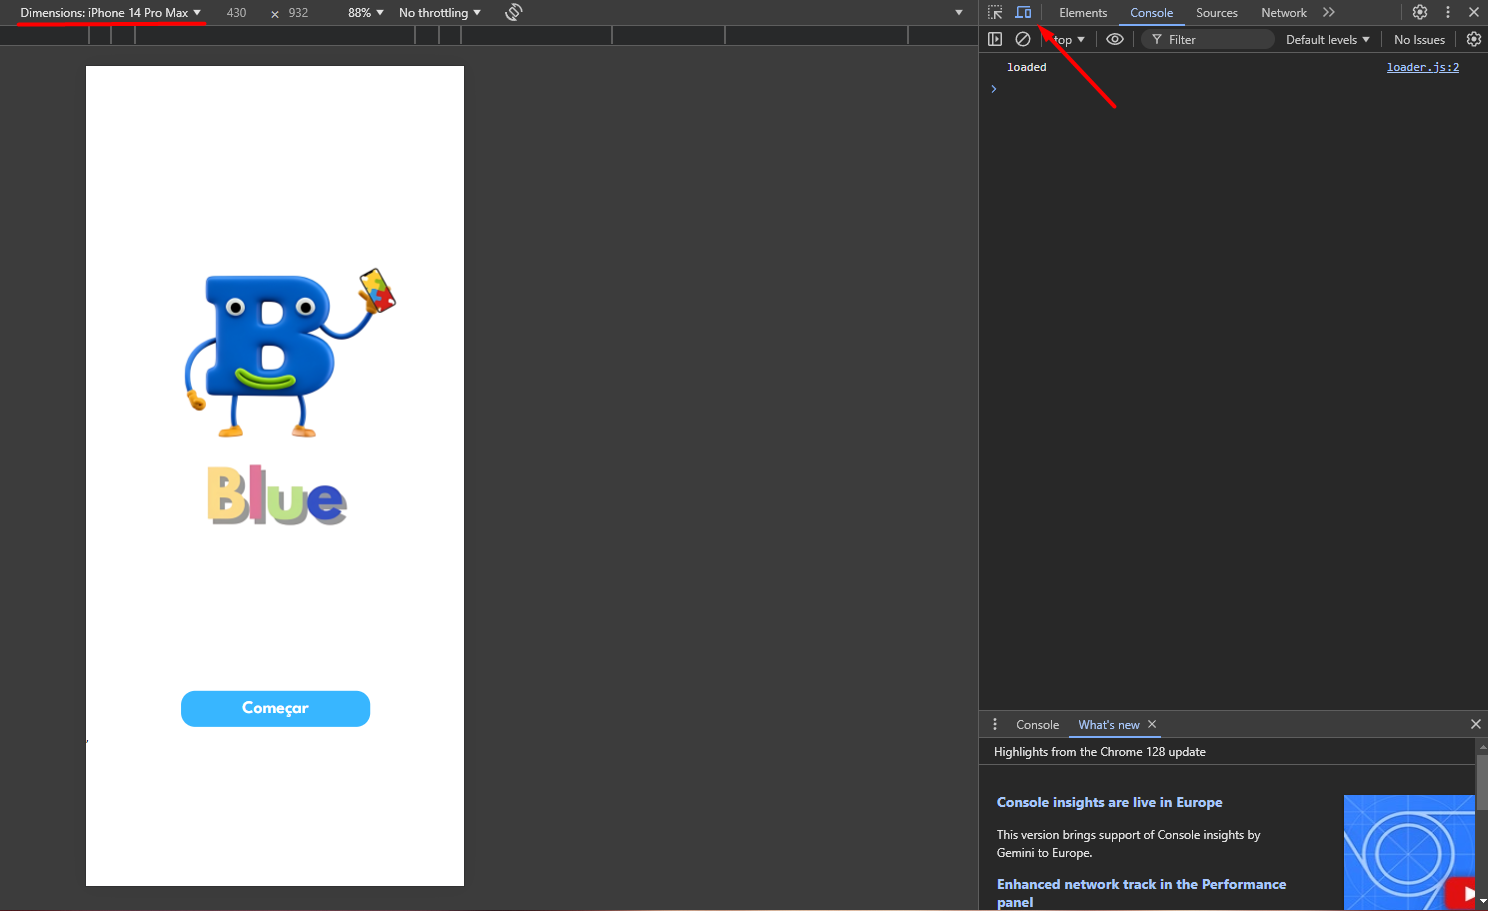 Dimensions: iPhone 14 Pro Max 430 × 932 88% No throttling
Elements Console Sources Network
top Filter Default levels No Issues
loaded loader.js:2
B
Blue
Começar
Console What's new
Highlights from the Chrome 128 update
Console insights are live in Europe
This version brings support of Console insights by
Gemini to Europe.
Enhanced network track in the Performance
panel